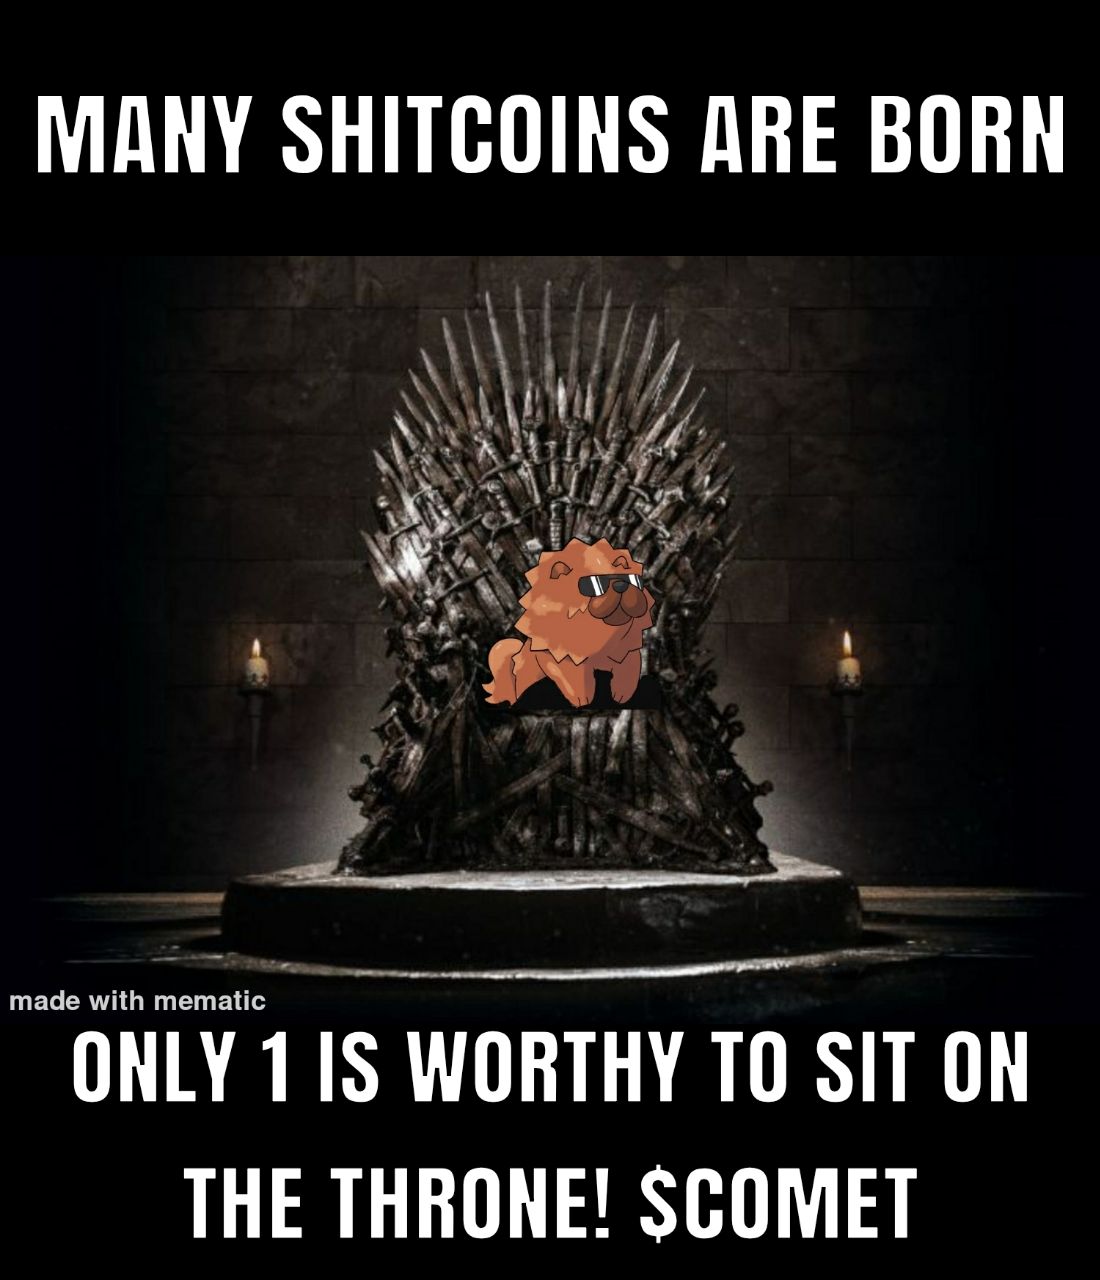 MANY SHITCOINS ARE BORN
made with mematic
ONLY 1 IS WORTHY TO SIT ON
THE THRONE! $COMET